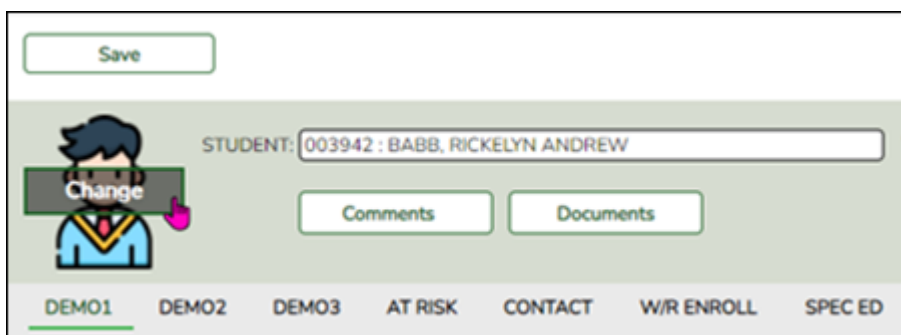 Save
STUDENT: 003942 : BABB, RICKELYN ANDREW
Change
Comments Documents
DEMO1 DEMO2 DEMO3 AT RISK CONTACT W/R ENROLL SPEC ED